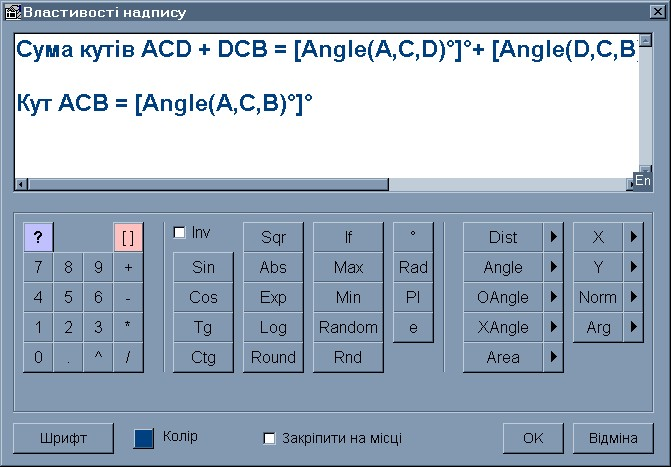 Властивості надпису
Сума кутів ACD + DCB = [Angle(A,C,D)°]°+ [Angle(D,C,B)
Кут ACB = [Angle(A,C,B)°]°
En
? [ ] Inv Sqr If ° Dist X
7 8 9 + Sin Abs Max Rad Angle Y
4 5 6 - Cos Exp Min PI OAngle Norm
1 2 3 * Tg Log Random e XAngle Arg
0 . ^ / Ctg Round Rnd Area
Шрифт Колір Закріпити на місці OK Відміна